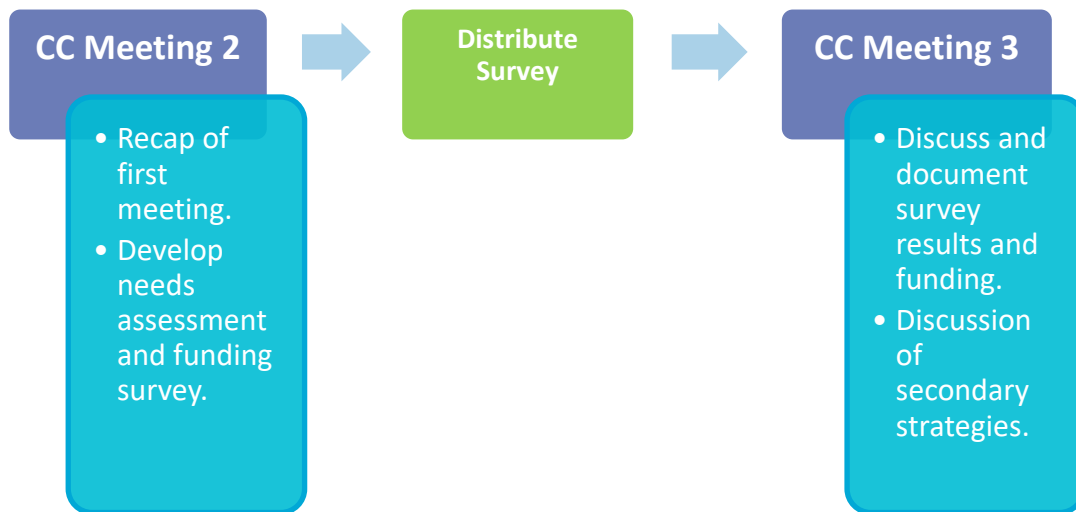 CC Meeting 2
• Recap of
first
meeting.
• Develop
needs
assessment
and funding
survey.
Distribute
Survey
CC Meeting 3
• Discuss and
document
survey
results and
funding.
• Discussion
of
secondary
strategies.